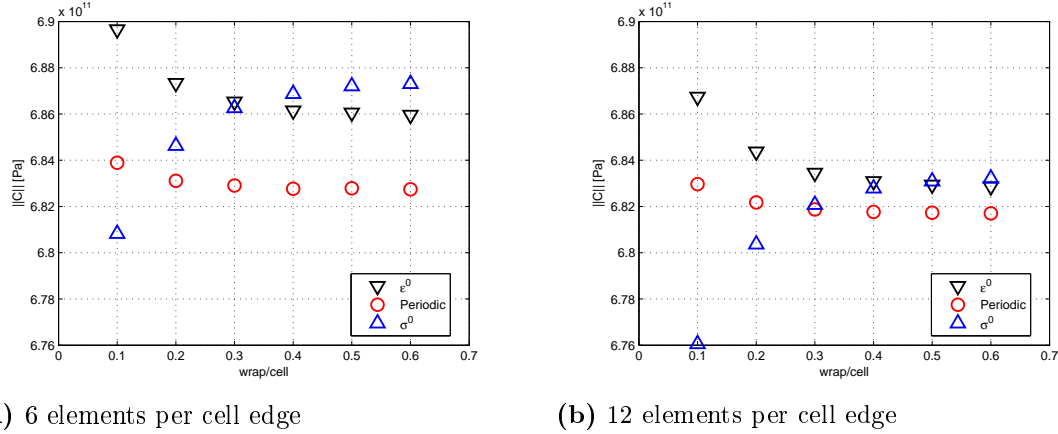 x 10^11
6.9
6.88
6.86
6.84
6.82
6.8
6.78
6.76
||C|| [Pa]
ε^0
Periodic
σ^0
0 0.1 0.2 0.3 0.4 0.5 0.6 0.7
wrap/cell
) 6 elements per cell edge
x 10^11
6.9
6.88
6.86
6.84
6.82
6.8
6.78
6.76
||C|| [Pa]
ε^0
Periodic
σ^0
0 0.1 0.2 0.3 0.4 0.5 0.6 0.7
wrap/cell
(b) 12 elements per cell edge